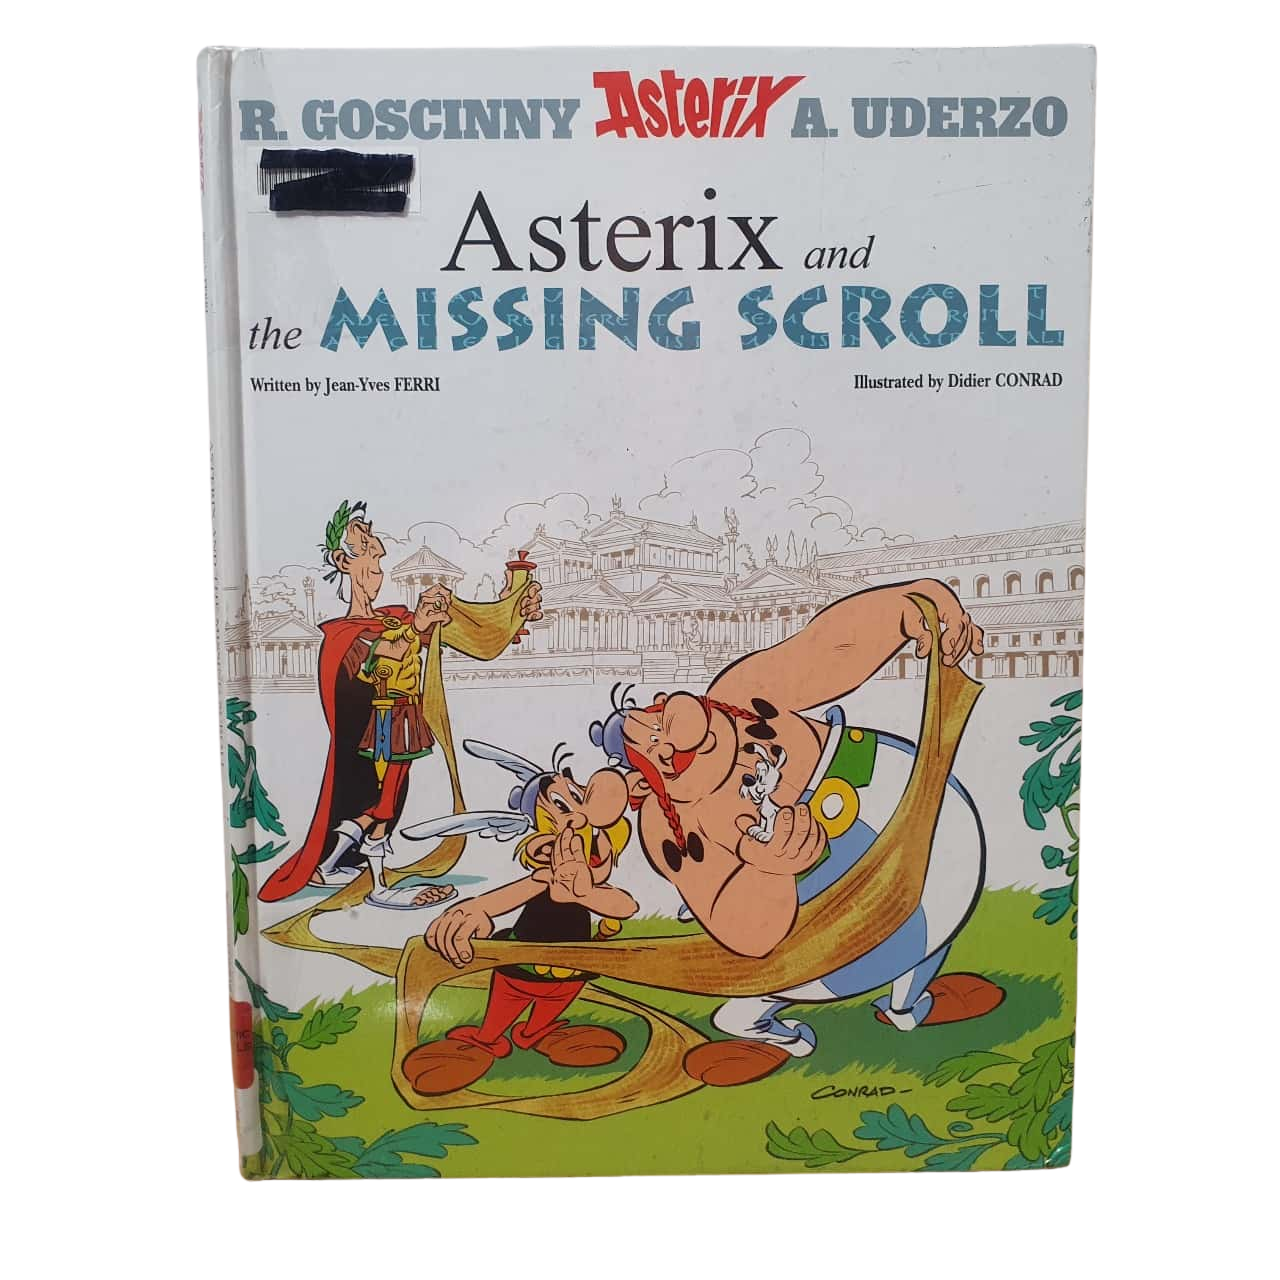 R. GOSCINNY Asterix A. UDERZO
Asterix and
the MISSING SCROLL
Written by Jean-Yves FERRI
Illustrated by Didier CONRAD
CONRAD